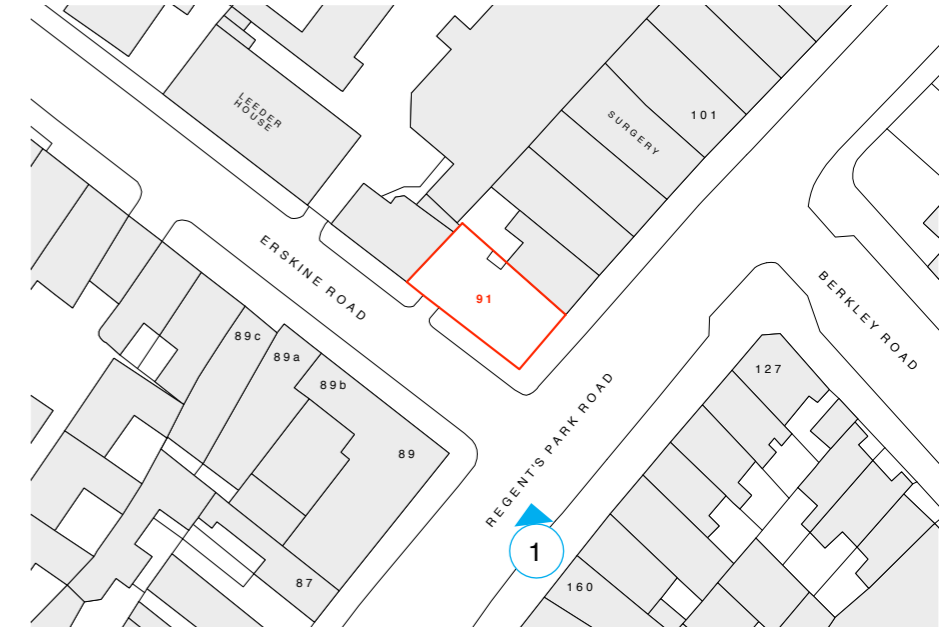 LEEDER
HOUSE
SURGERY
101
ERSKINE ROAD
91
BERKLEY ROAD
89c
89a
89b
127
89
REGENT'S PARK ROAD
1
87
160